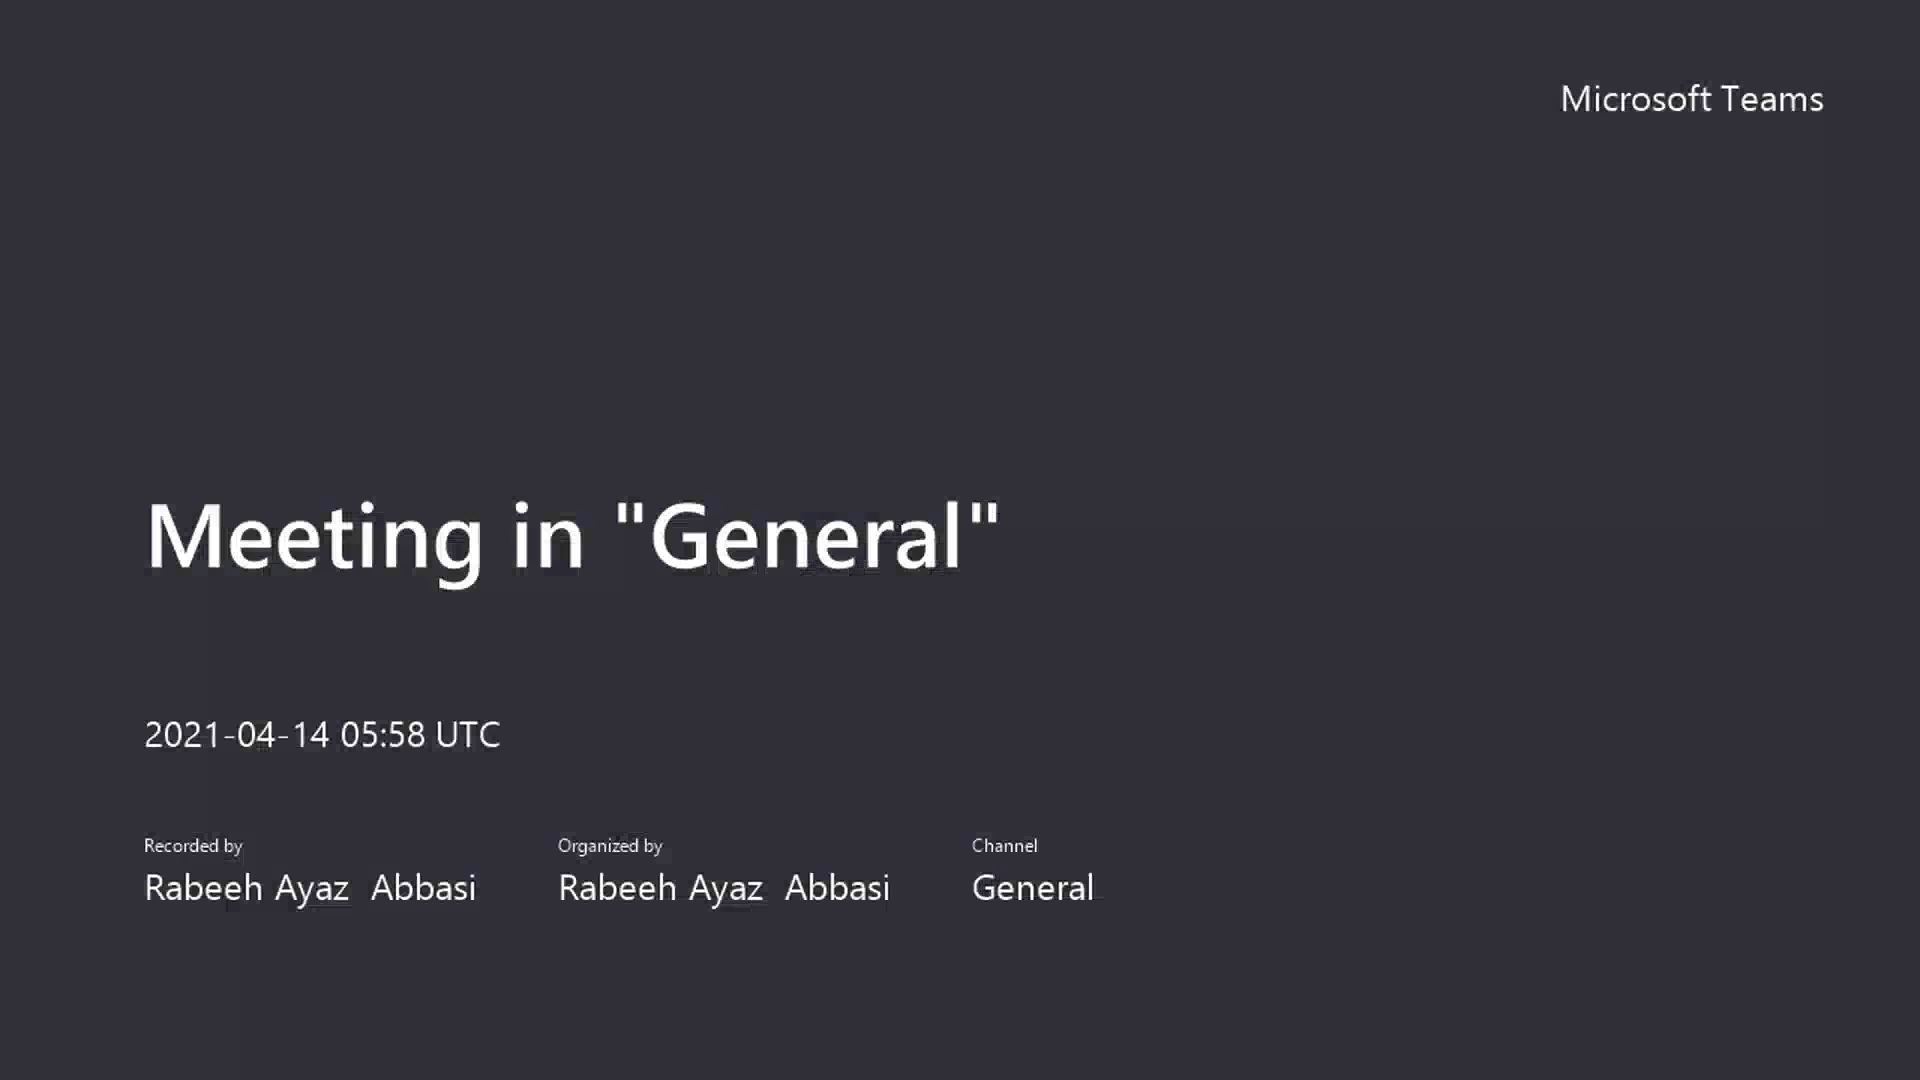 Microsoft Teams
Meeting in "General"
2021-04-14 05:58 UTC
Recorded by Organized by Channel
Rabeeh Ayaz  Abbasi Rabeeh Ayaz  Abbasi General